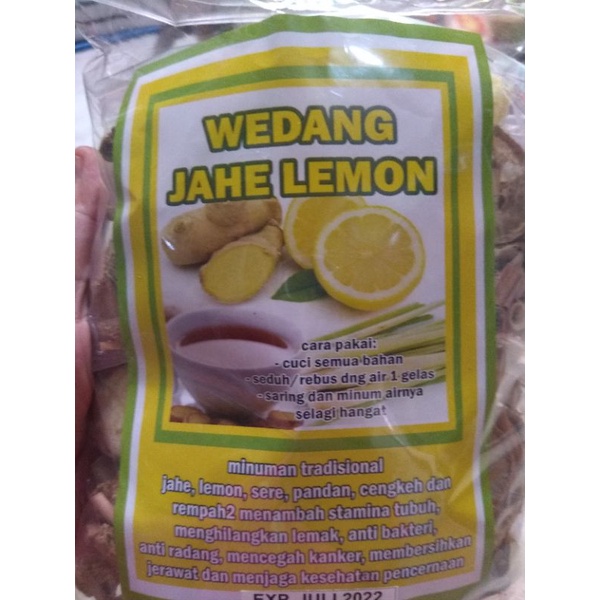 WEDANG
JAHE LEMON
cara pakai:
- cuci semua bahan
- seduh/rebus dng air 1 gelas
- saring dan minum airnya
selagi hangat
minuman tradisional
jahe, lemon, sere, pandan, cengkeh dan
rempah2 menambah stamina tubuh,
menghilangkan lemak, anti bakteri,
anti radang, mencegah kanker, membersihkan
jerawat dan menjaga kesehatan pencernaan
EXP JULI 2022